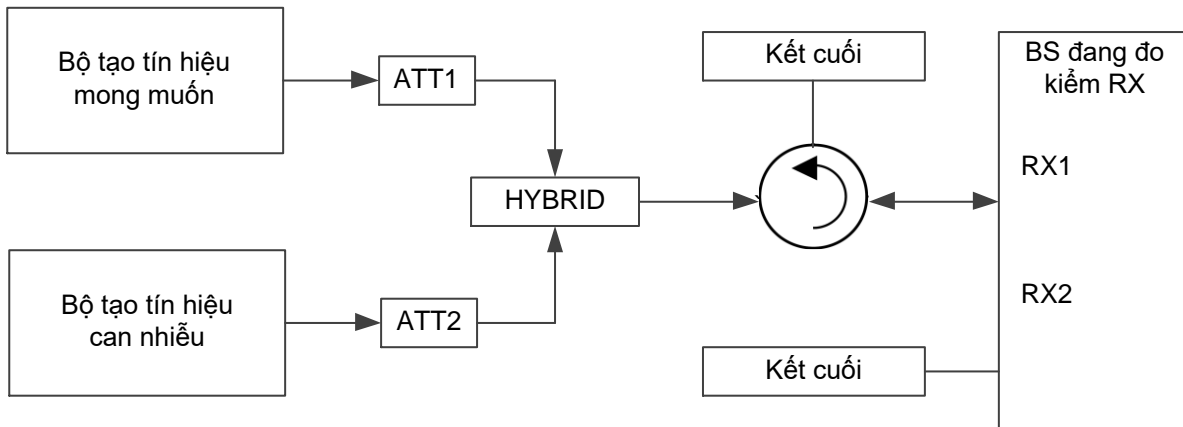 Bộ tạo tín hiệu
mong muốn
ATT1
Kết cuối
BS đang đo
kiểm RX
RX1
HYBRID
Bộ tạo tín hiệu
can nhiễu
ATT2
RX2
Kết cuối